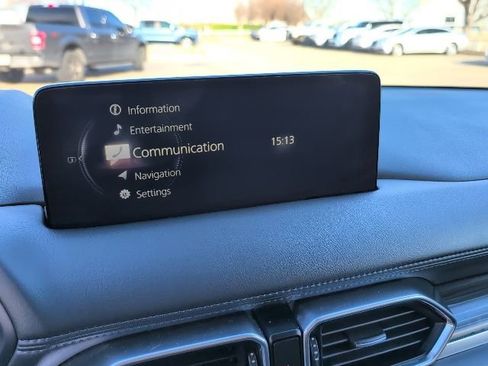 Information
Entertainment
Communication
15:13
Navigation
Settings